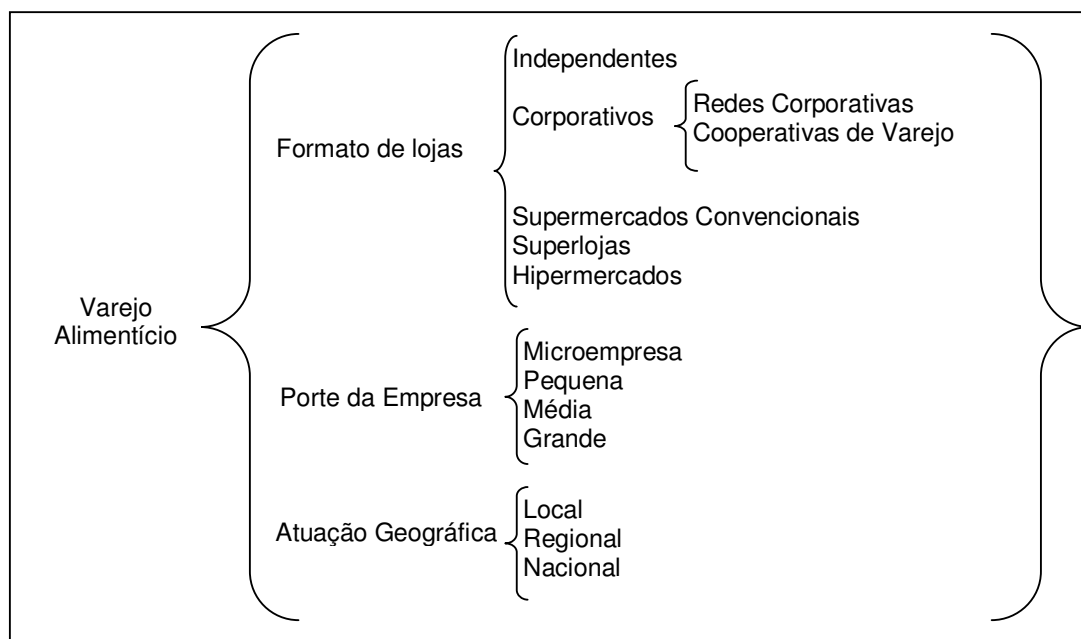 Independentes
Corporativos
Redes Corporativas
Cooperativas de Varejo
Formato de lojas
Supermercados Convencionais
Superlojas
Hipermercados
Varejo
Alimentício
Microempresa
Pequena
Média
Grande
Porte da Empresa
Local
Regional
Nacional
Atuação Geográfica